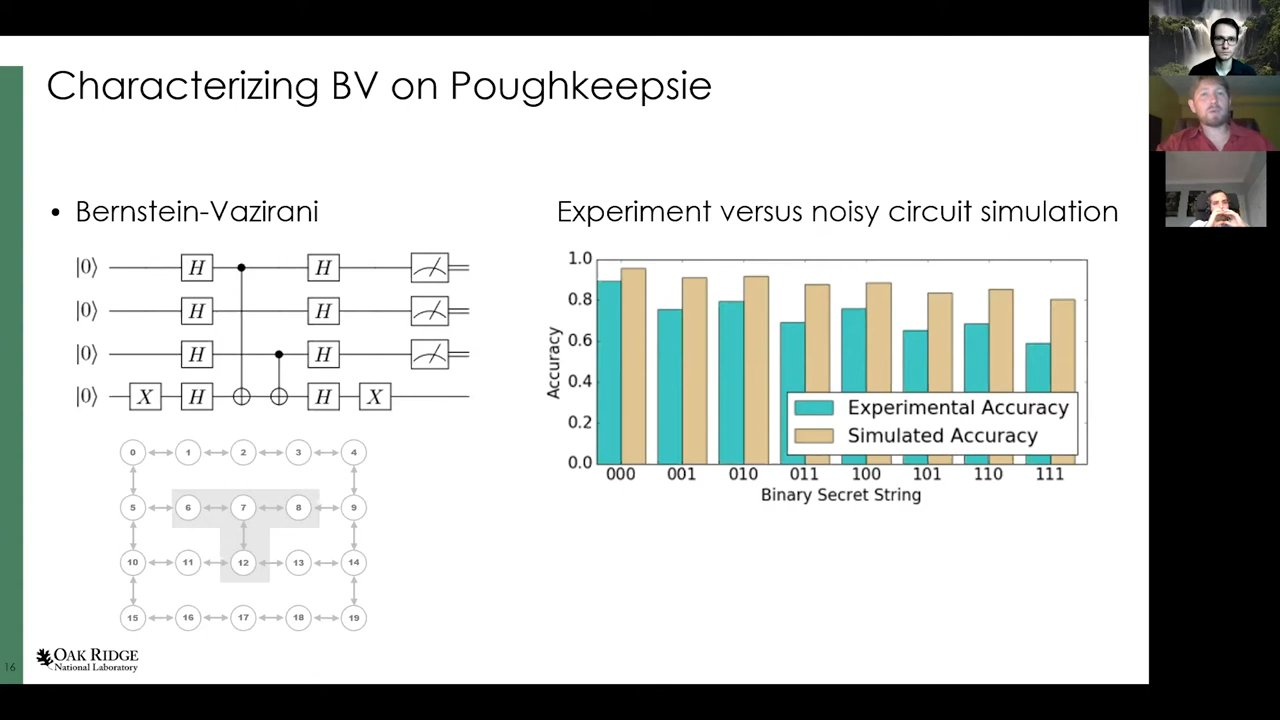 Characterizing BV on Poughkeepsie
• Bernstein-Vazirani
|0⟩ H H
|0⟩ H H
|0⟩ H H
|0⟩ X H H X
0 1 2 3 4
5 6 7 8 9
10 11 12 13 14
15 16 17 18 19
Experiment versus noisy circuit simulation
1.0
0.8
0.6
0.4
0.2
0.0
Accuracy
Experimental Accuracy
Simulated Accuracy
000 001 010 011 100 101 110 111
Binary Secret String
16
OAK RIDGE
National Laboratory